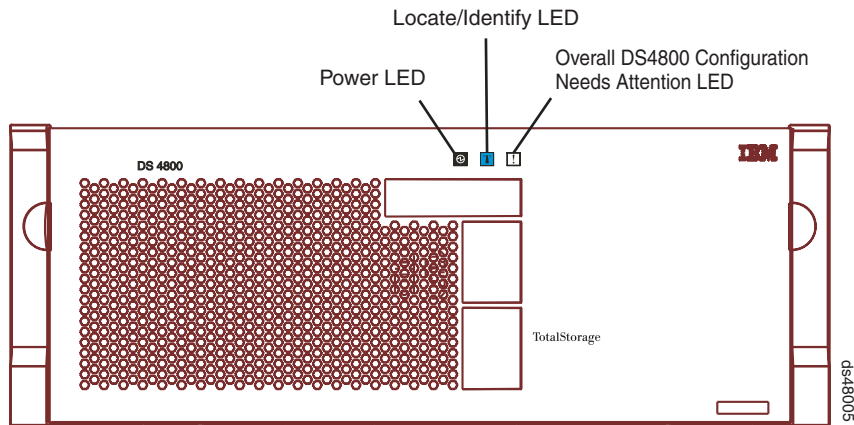 Locate/Identify LED
Overall DS4800 Configuration
Needs Attention LED
Power LED
DS 4800
IBM
TotalStorage
ds48005